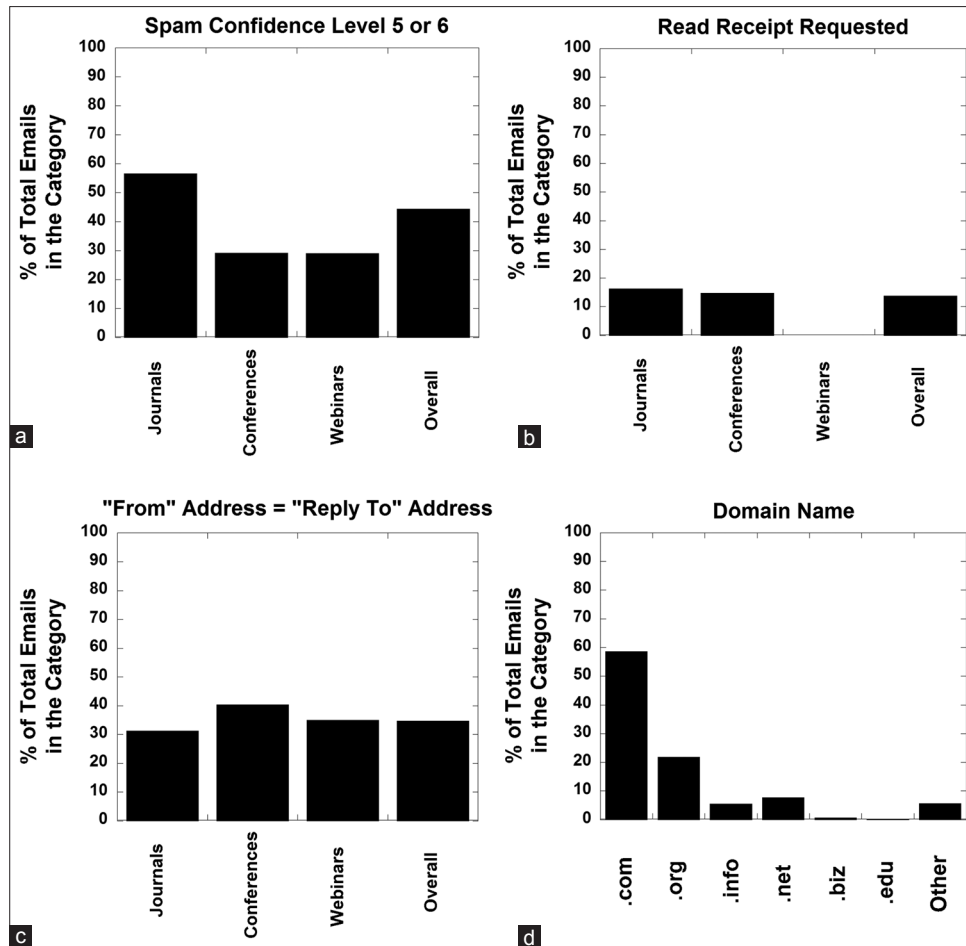 Spam Confidence Level 5 or 6
% of Total Emails
in the Category
100
90
80
70
60
50
40
30
20
10
0
Journals
Conferences
Webinars
Overall
a
Read Receipt Requested
% of Total Emails
in the Category
100
90
80
70
60
50
40
30
20
10
0
Journals
Conferences
Webinars
Overall
b
"From" Address = "Reply To" Address
% of Total Emails
in the Category
100
90
80
70
60
50
40
30
20
10
0
Journals
Conferences
Webinars
Overall
c
Domain Name
% of Total Emails
in the Category
100
90
80
70
60
50
40
30
20
10
0
.com
.org
.info
.net
.biz
.edu
Other
d